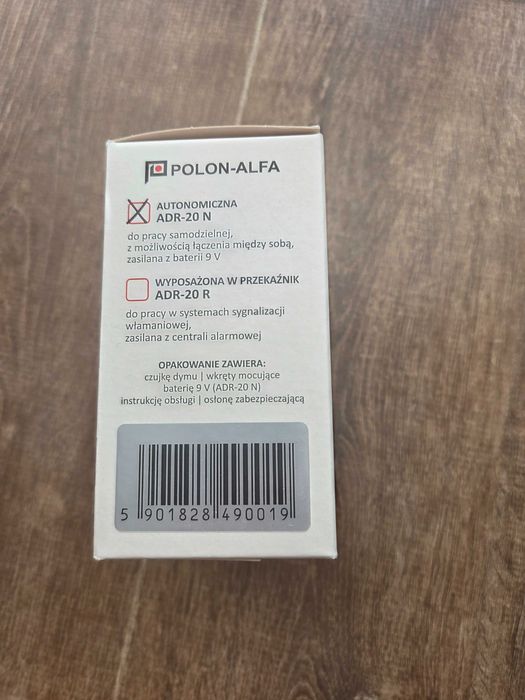 POLON-ALFA
AUTONOMICZNA
ADR-20 N
do pracy samodzielnej,
z możliwością łączenia między sobą,
zasilana z baterii 9 V
WYPOSAŻONA W PRZEKAŹNIK
ADR-20 R
do pracy w systemach sygnalizacji
włamaniowej,
zasilana z centrali alarmowej
OPAKOWANIE ZAWIERA:
czujkę dymu | wkręty mocujące
baterię 9 V (ADR-20 N)
instrukcję obsługi | osłonę zabezpieczającą
5 901828 490019